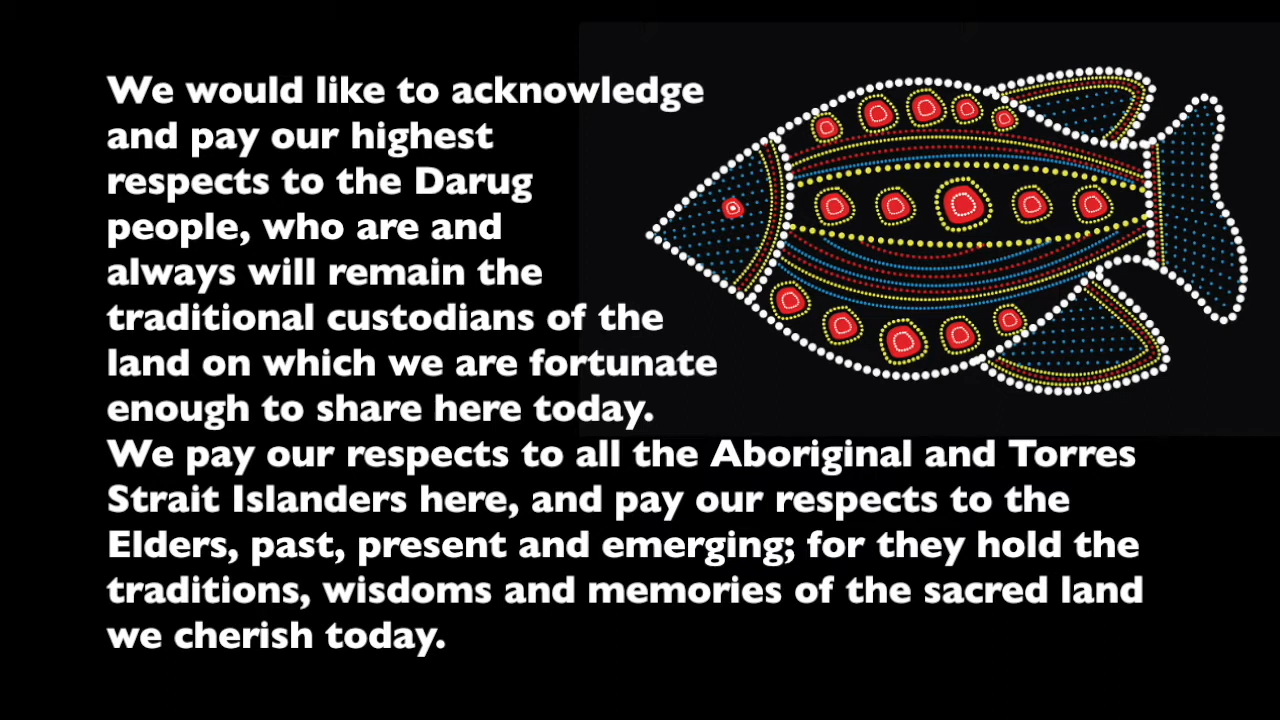 We would like to acknowledge
and pay our highest
respects to the Darug
people, who are and
always will remain the
traditional custodians of the
land on which we are fortunate
enough to share here today.
We pay our respects to all the Aboriginal and Torres
Strait Islanders here, and pay our respects to the
Elders, past, present and emerging; for they hold the
traditions, wisdoms and memories of the sacred land
we cherish today.